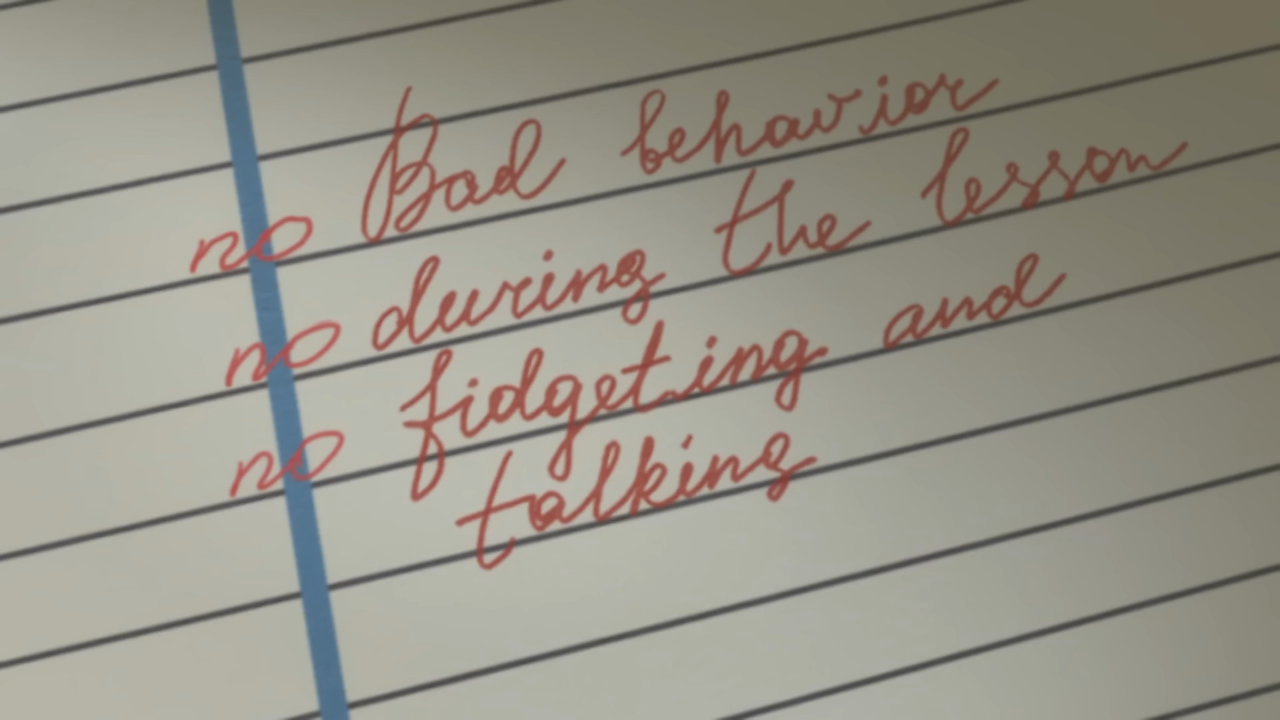 no Bad behavior
no during the lesson
no fidgeting and
talking